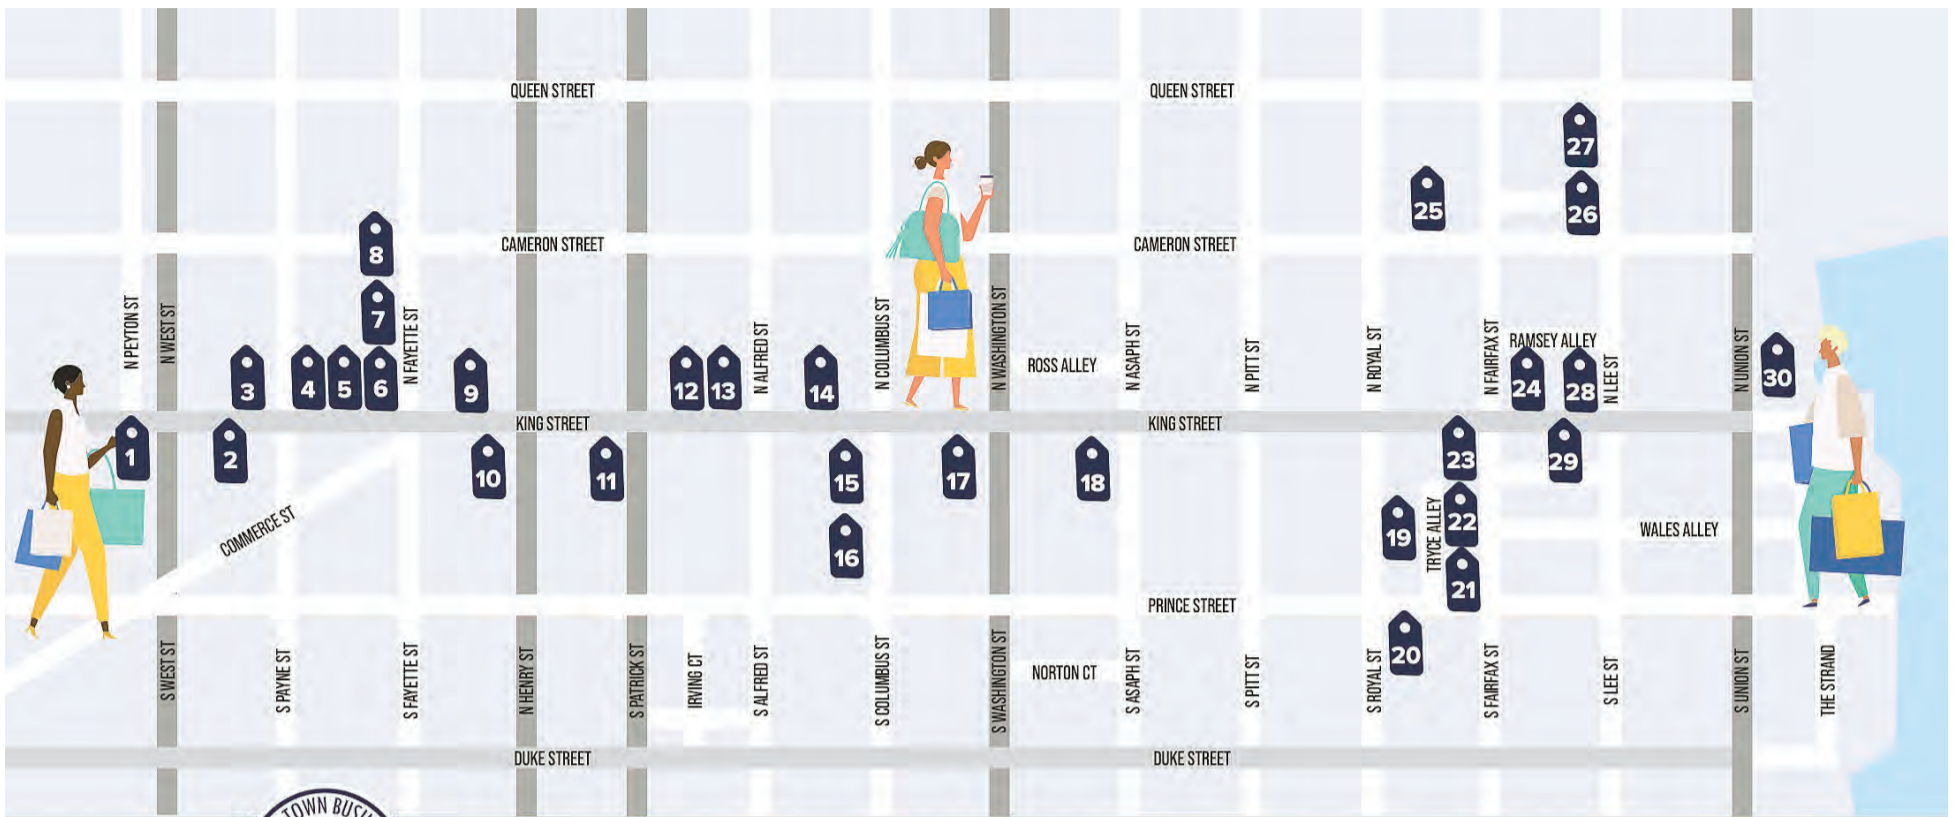 QUEEN STREET
QUEEN STREET
27
25
26
8
CAMERON STREET
CAMERON STREET
7
N PEYTON ST
N WEST ST
N FAYETTE ST
N ALFRED ST
N COLUMBUS ST
N WASHINGTON ST
ROSS ALLEY
N ASAPH ST
N PITT ST
N ROYAL ST
N FAIRFAX ST
RAMSEY ALLEY
N LEE ST
N UNION ST
30
3
4
5
6
9
12
13
14
24
28
KING STREET
KING STREET
1
2
10
11
15
17
18
23
29
COMMERCE ST
16
19
TRYCE ALLEY
22
WALES ALLEY
21
PRINCE STREET
20
S WEST ST
S PAYNE ST
S FAYETTE ST
N HENRY ST
S PATRICK ST
IRVING CT
S ALFRED ST
S COLUMBUS ST
S WASHINGTON ST
NORTON CT
S ASAPH ST
S PITT ST
S ROYAL ST
S FAIRFAX ST
S LEE ST
S UNION ST
THE STRAND
DUKE STREET
DUKE STREET
TOWN BUSI